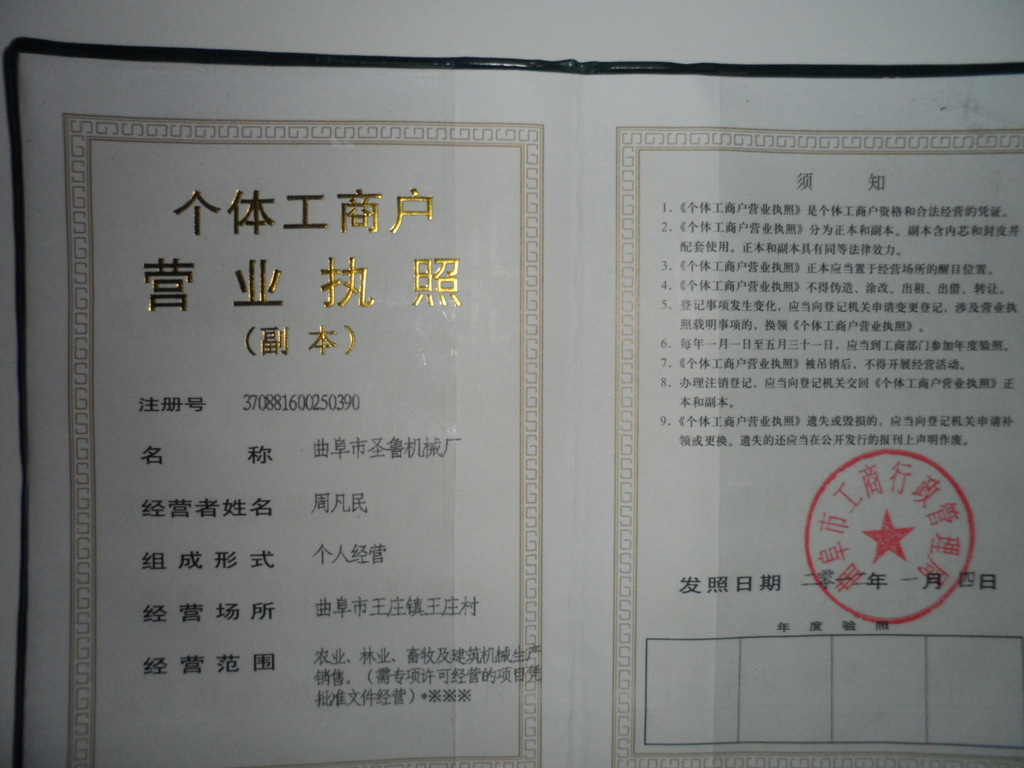 个体工商户
营业执照
（副本）
注册号 370881600250390
名称 曲阜市圣鲁机械厂
经营者姓名 周凡民
组成形式 个人经营
经营场所 曲阜市王庄镇王庄村
经营范围 农业、林业、畜牧及建筑机械生产
销售。（需专项许可经营的项目凭
批准文件经营）*※※※
须知
1、《个体工商户营业执照》是个体工商户资格和合法经营的凭证。
2、《个体工商户营业执照》分为正本和副本。副本含内芯和封皮并
配套使用。正本和副本具有同等法律效力。
3、《个体工商户营业执照》正本应当置于经营场所的醒目位置。
4、《个体工商户营业执照》不得伪造、涂改、出租、出借、转让。
5、登记事项发生变化，应当向登记机关申请变更登记，涉及营业执
照载明事项的，换领《个体工商户营业执照》。
6、每年一月一日至五月三十一日，应当到工商部门参加年度验照。
7、《个体工商户营业执照》被吊销后，不得开展经营活动。
8、办理注销登记，应当向登记机关交回《个体工商户营业执照》正
本和副本。
9、《个体工商户营业执照》遗失或毁损的，应当向登记机关申请补
领或更换。遗失的还应当在公开发行的报刊上声明作废。
曲阜市工商行政管理局
发照日期 二零一一年一月四日
年度验照